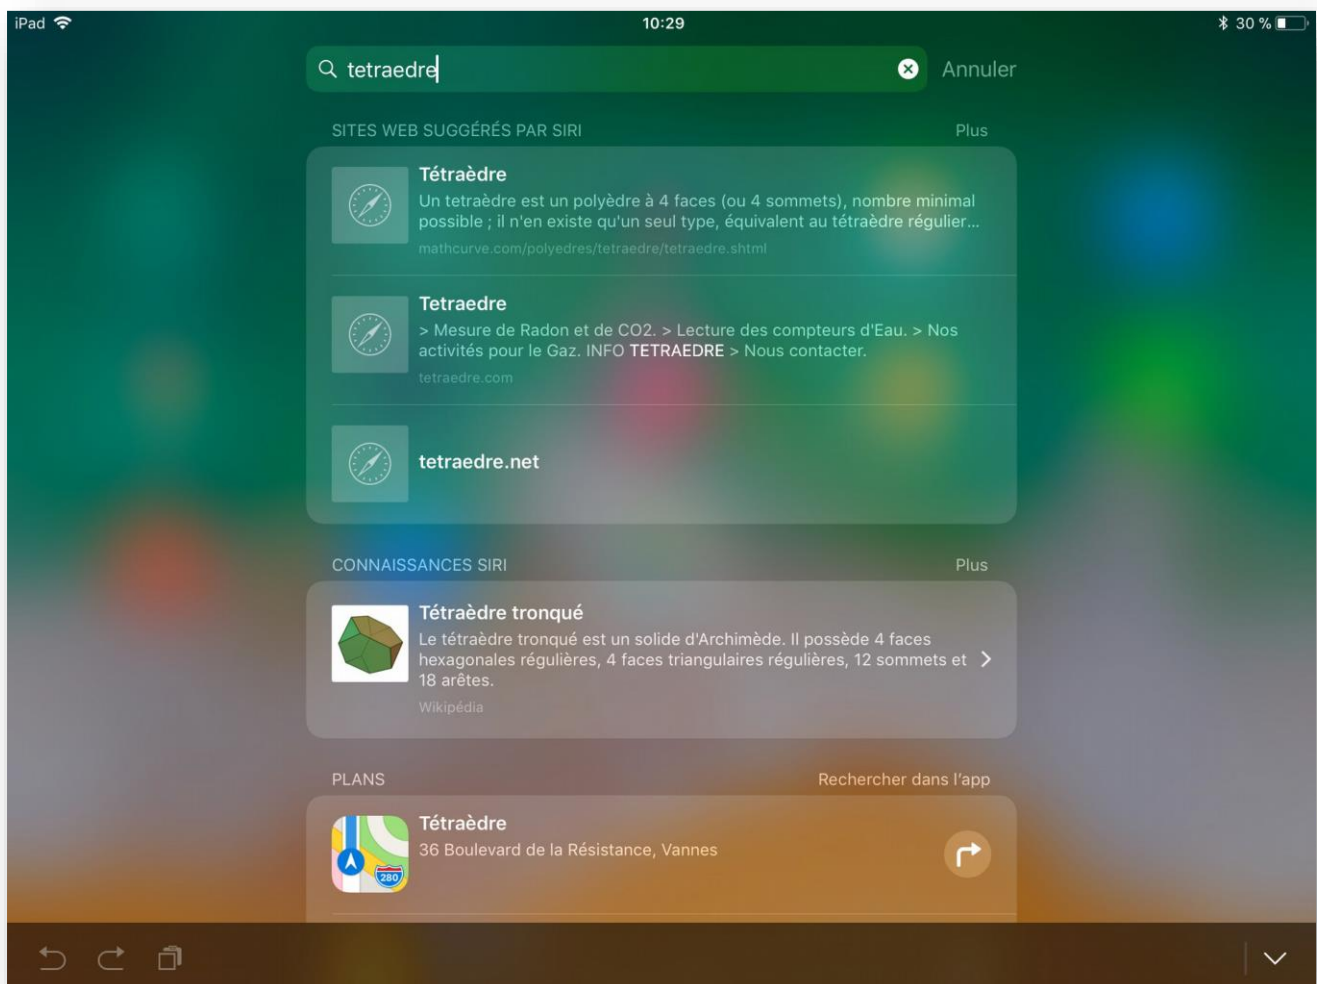 iPad 10:29 30 %
tetraedre Annuler
SITES WEB SUGGÉRÉS PAR SIRI Plus
Tétraèdre
Un tetraèdre est un polyèdre à 4 faces (ou 4 sommets), nombre minimal
possible ; il n'en existe qu'un seul type, équivalent au tétraèdre régulier...
mathcurve.com/polyedres/tetraedre/tetraedre.shtml
Tetraedre
> Mesure de Radon et de CO2. > Lecture des compteurs d'Eau. > Nos
activités pour le Gaz. INFO TETRAEDRE > Nous contacter.
tetraedre.com
tetraedre.net
CONNAISSANCES SIRI Plus
Tétraèdre tronqué
Le tétraèdre tronqué est un solide d'Archimède. Il possède 4 faces
hexagonales régulières, 4 faces triangulaires régulières, 12 sommets et
18 arêtes.
Wikipédia
PLANS Rechercher dans l'app
Tétraèdre
36 Boulevard de la Résistance, Vannes
280